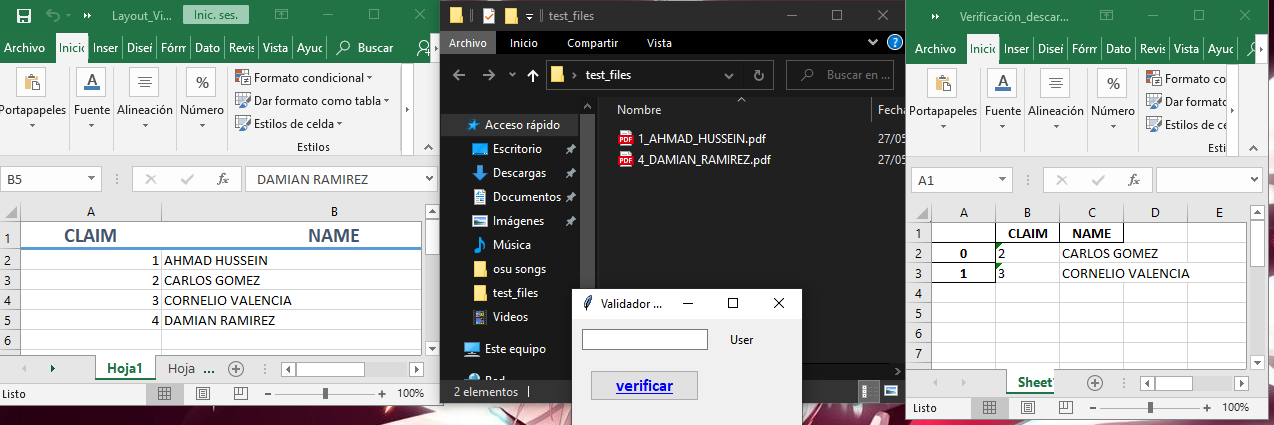 Layout_Vi...
Inic. ses.
Archivo Inicio Inser Diseñ Fórm Dato Revis Vista Ayuc Buscar
Portapapeles
Fuente
Alineación
Número
Formato condicional
Dar formato como tabla
Estilos de celda
Estilos
B5 fx DAMIAN RAMIREZ
A B
1 CLAIM NAME
2 1 AHMAD HUSSEIN
3 2 CARLOS GOMEZ
4 3 CORNELIO VALENCIA
5 4 DAMIAN RAMIREZ
Hoja1 Hoja ...
Listo 100%
test_files
Archivo Inicio Compartir Vista
test_files
Buscar en ...
Nombre Fecha
Acceso rápido
Escritorio
Descargas
Documentos
Imágenes
Música
osu songs
test_files
Videos
Este equipo
Red
PDF 1_AHMAD_HUSSEIN.pdf 27/05
PDF 4_DAMIAN_RAMIREZ.pdf 27/05
2 elementos
Validador ...
User
verificar
Verificación_descar...
Archivo Inicio Inser Diseñ Fórm Dato Revis Vista Ayuc
Portapapeles
Fuente
Alineación
Número
Formato co
Dar formato
Estilos de ce
Esti
A1 fx
A B C D E
1 CLAIM NAME
2 0 2 CARLOS GOMEZ
3 1 3 CORNELIO VALENCIA
4
5
6
7
Sheet1
Listo 100%